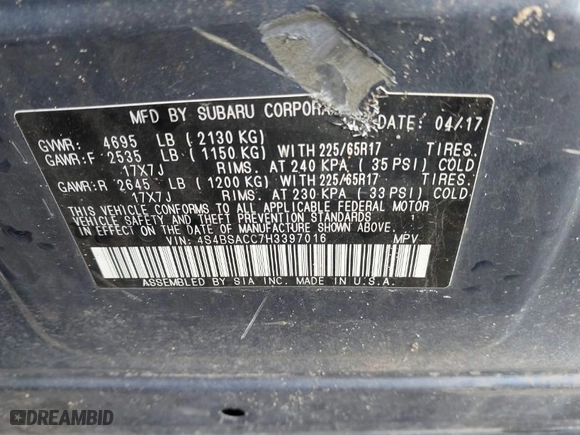 MFD BY SUBARU CORPORA DATE: 04/17
GVWR: 4695 LB (2130 KG)
GAWR:F 2535 LB (1150 KG) WITH 225/65R17 TIRES.
17X7J RIMS. AT 240 KPA (35 PSI) COLD
GAWR:R 2645 LB (1200 KG) WITH 225/65R17 TIRES.
17X7J RIMS. AT 230 KPA (33 PSI) COLD
THIS VEHICLE CONFORMS TO ALL APPLICABLE FEDERAL MOTOR
VEHICLE SAFETY AND THEFT PREVENTION STANDARDS
IN EFFECT ON THE DATE OF MANUFACTURE SHOWN ABOVE.
VIN: 4S4BSACC7H3397016 MPV
ASSEMBLED BY SIA INC. MADE IN U.S.A.
DREAMBID